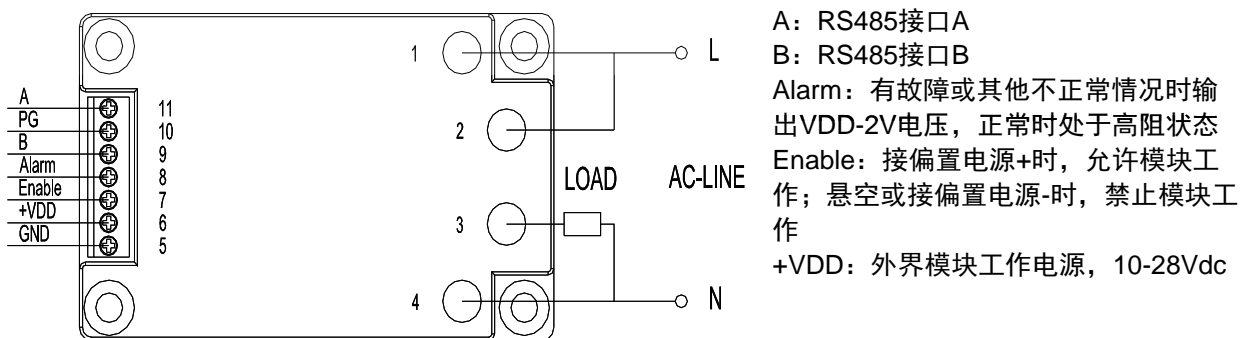 A
PG
B
Alarm
Enable
+VDD
GND
11
10
9
8
7
6
5
1
2
3
4
LOAD
L
AC-LINE
N
A：RS485接口A
B：RS485接口B
Alarm：有故障或其他不正常情况时输
出VDD-2V电压，正常时处于高阻状态
Enable：接偏置电源+时，允许模块工
作；悬空或接偏置电源-时，禁止模块工
作
+VDD：外界模块工作电源，10-28Vdc